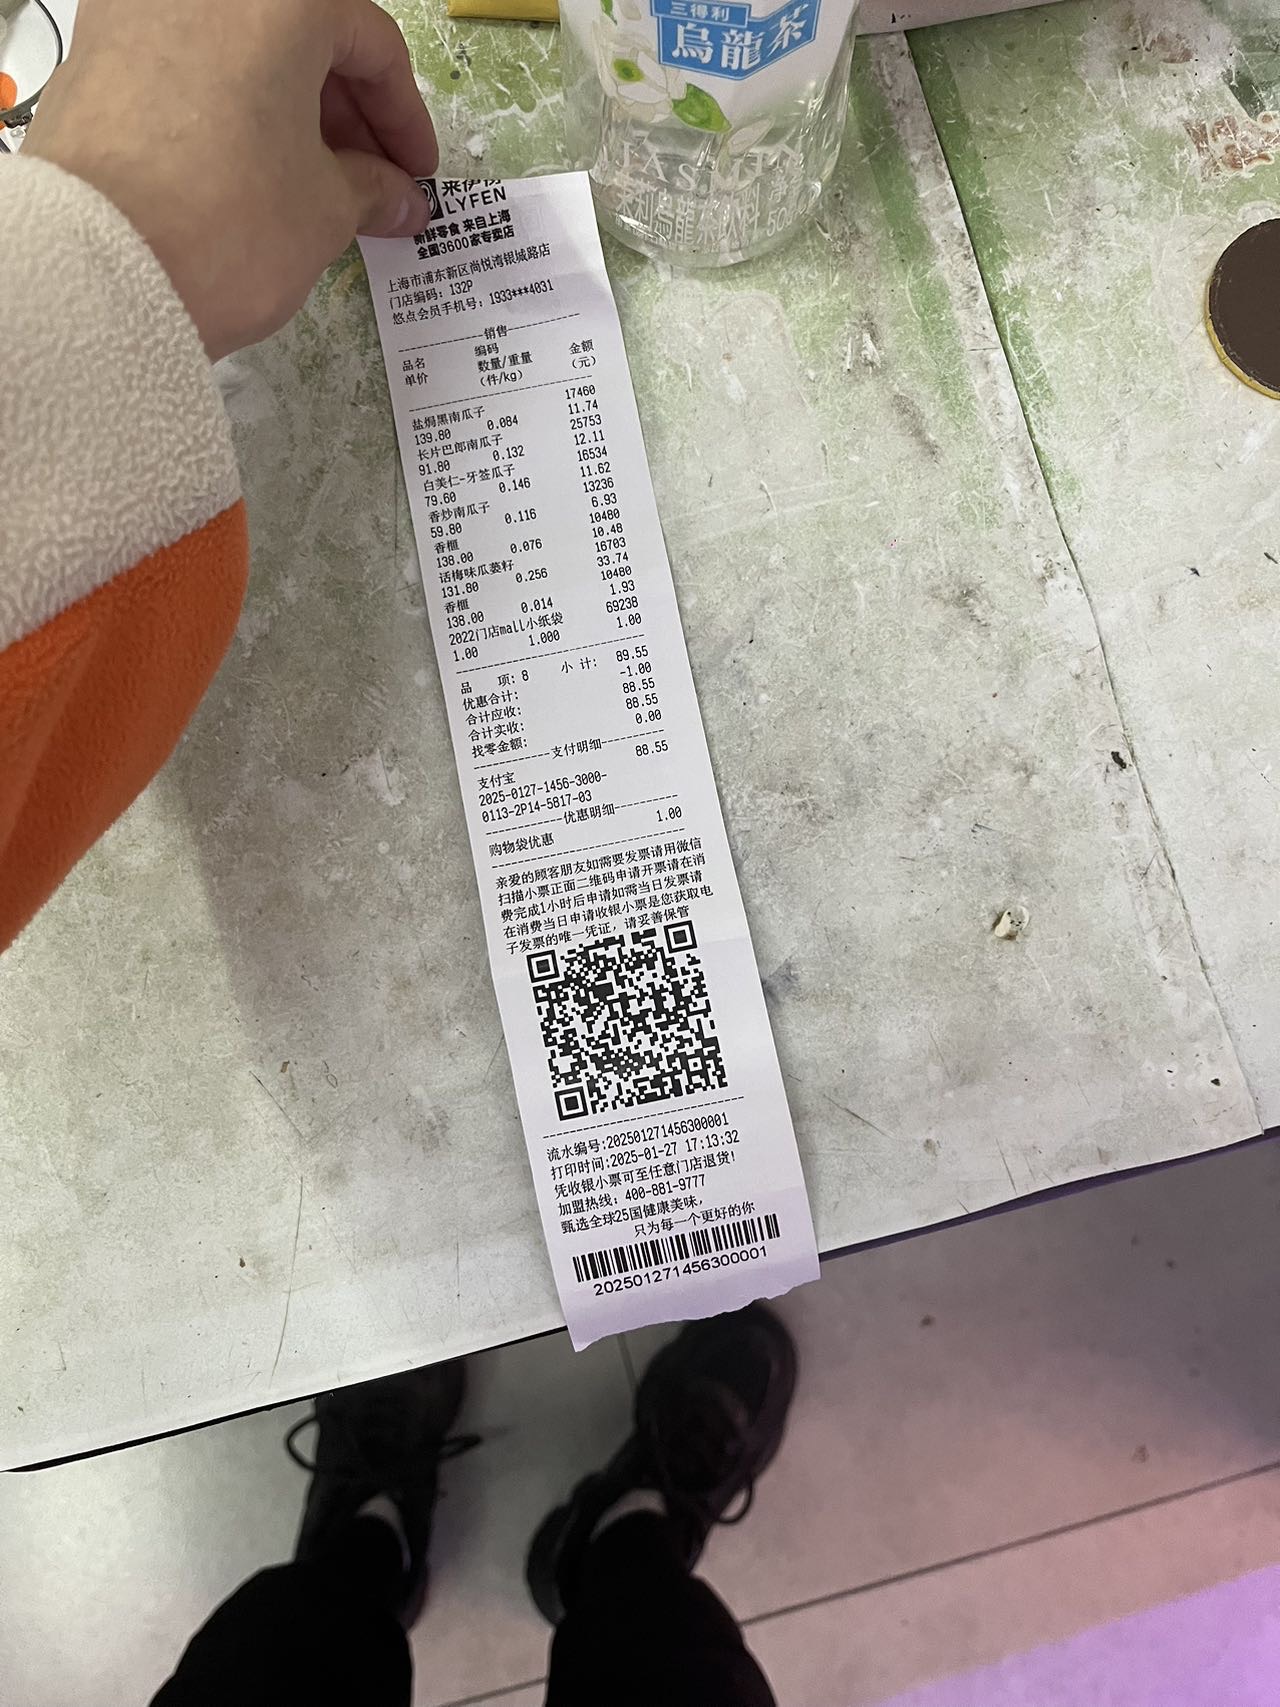 三得利
烏龍茶
LYFEN
新鲜零食 来自上海
全国3600家专卖店
上海市浦东新区尚悦湾银城路店
门店编码：132P
悠点会员手机号：1933***4031
销售
品名 编码 金额
单价 数量/重量 （元）
（件/kg）
盐焗黑南瓜子 17460
139.80 0.084 11.74
长片巴郎南瓜子 25753
91.80 0.132 12.11
白美仁-牙签瓜子 16534
79.60 0.146 11.62
香炒南瓜子 13236
59.80 0.116 6.93
香榧 10480
138.00 0.076 10.48
话梅味瓜蒌籽 16703
131.80 0.256 33.74
香榧 10480
138.00 0.014 1.93
2022门店mall小纸袋 69238
1.00 1.000 1.00
品 项: 8 小 计: 89.55
优惠合计: -1.00
合计应收: 88.55
合计实收: 88.55
找零金额: 0.00
支付明细
支付宝 88.55
2025-0127-1456-3000-
0113-2P14-5817-03
优惠明细
购物袋优惠 1.00
亲爱的顾客朋友如需要发票请用微信
扫描小票正面二维码申请开票请在消
费完成1小时后申请如需当日发票请
在消费当日申请收银小票是您获取电
子发票的唯一凭证，请妥善保管
流水编号:202501271456300001
打印时间:2025-01-27 17:13:32
凭收银小票可至任意门店退货!
加盟热线: 400-881-9777
甄选全球25国健康美味,
只为每一个更好的你
202501271456300001